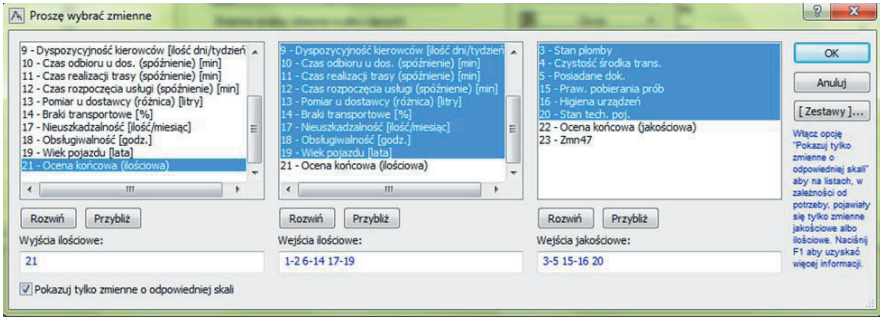 Proszę wybrać zmienne
9 - Dyspozycyjność kierowców [ilość dni/tydzień
10 - Czas odbioru u dos. (spóźnienie) [min]
11 - Czas realizacji trasy (spóźnienie) [min]
12 - Czas rozpoczęcia usługi (spóźnienie) [min]
13 - Pomiar u dostawcy (różnica) [litry]
14 - Braki transportowe [%]
17 - Nieuszkadzalność [ilość/miesiąc]
18 - Obsługiwalność [godz.]
19 - Wiek pojazdu [lata]
21 - Ocena końcowa (ilościowa)
Rozwiń Przybliż
Wyjścia ilościowe:
21
9 - Dyspozycyjność kierowców [ilość dni/tydzień
10 - Czas odbioru u dos. (spóźnienie) [min]
11 - Czas realizacji trasy (spóźnienie) [min]
12 - Czas rozpoczęcia usługi (spóźnienie) [min]
13 - Pomiar u dostawcy (różnica) [litry]
14 - Braki transportowe [%]
17 - Nieuszkadzalność [ilość/miesiąc]
18 - Obsługiwalność [godz.]
19 - Wiek pojazdu [lata]
21 - Ocena końcowa (ilościowa)
Rozwiń Przybliż
Wejścia ilościowe:
1-2 6-14 17-19
3 - Stan plomby
4 - Czystość środka trans.
5 - Posiadane dok.
15 - Praw. pobierania prób
16 - Higiena urządzeń
20 - Stan tech. poj.
22 - Ocena końcowa (jakościowa)
23 - Zmn47
Rozwiń Przybliż
Wejścia jakościowe:
3-5 15-16 20
OK
Anuluj
[ Zestawy ]...
Włącz opcję
"Pokazuj tylko
zmienne o
odpowiedniej skali"
aby na listach, w
zależności od
potrzeby, pojawiały
się tylko zmienne
jakościowe albo
ilościowe. Naciśnij
F1 aby uzyskać
więcej informacji.
Pokazuj tylko zmienne o odpowiedniej skali